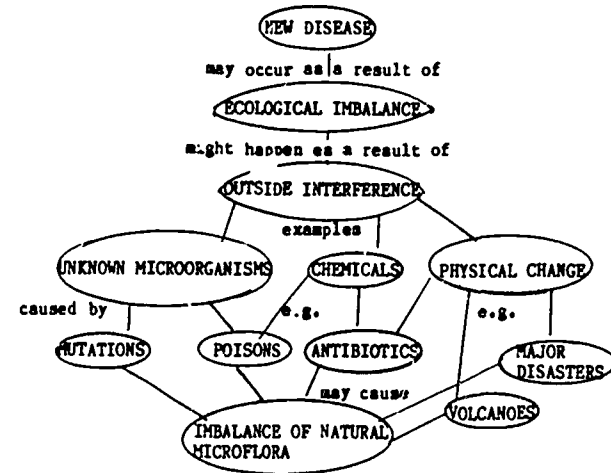 NEW DISEASE
may occur as a result of
ECOLOGICAL IMBALANCE
might happen es a result of
OUTSIDE INTERFERENCE
examples
UNKNOWN MICROORGANISMS
CHEMICALS
PHYSICAL CHANGE
caused by
e.g.
e.g.
MUTATIONS
POISONS
ANTIBIOTICS
MAJOR
DISASTERS
may cause
VOLCANOES
IMBALANCE OF NATURAL
MICROFLORA